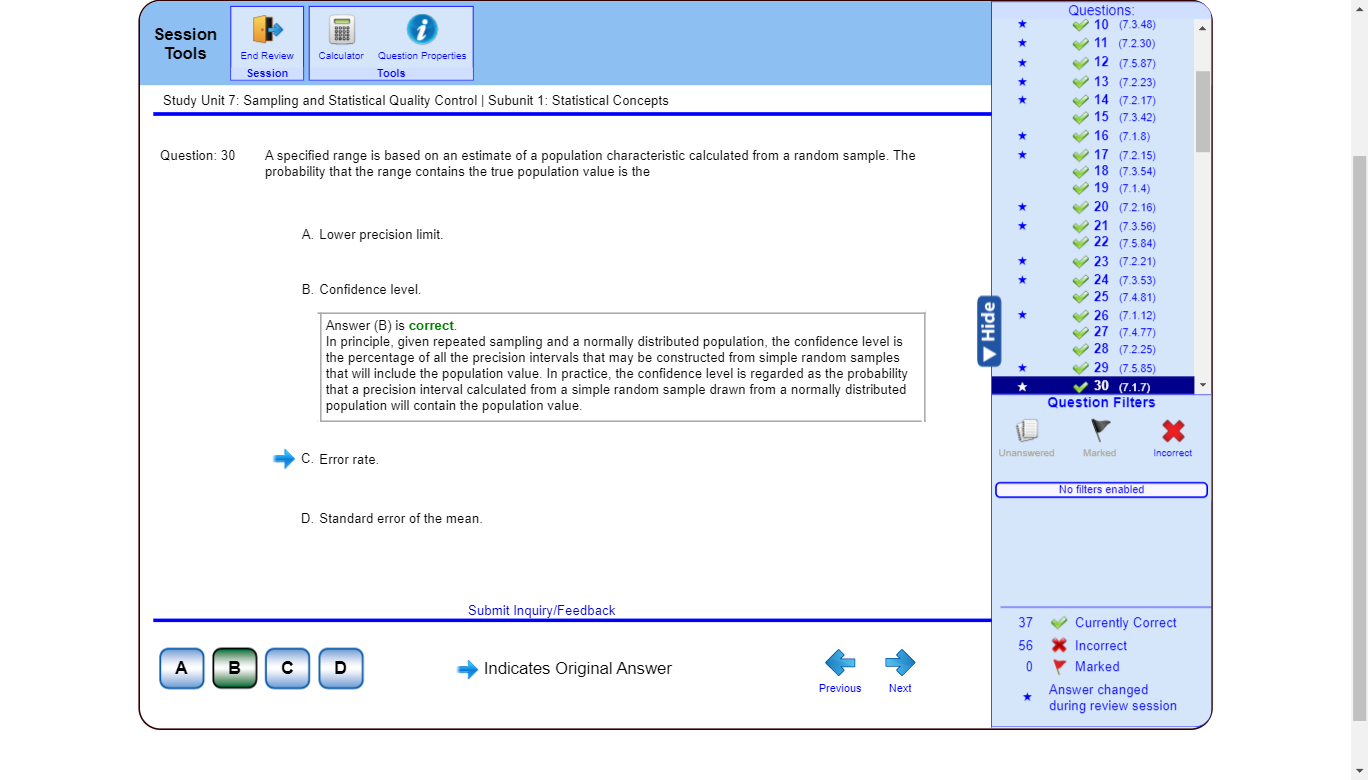 Session
Tools
End Review
Session
Calculator
Question Properties
Tools
Study Unit 7: Sampling and Statistical Quality Control | Subunit 1: Statistical Concepts
Question: 30
A specified range is based on an estimate of a population characteristic calculated from a random sample. The
probability that the range contains the true population value is the
A. Lower precision limit.
B. Confidence level.
Answer (B) is correct.
In principle, given repeated sampling and a normally distributed population, the confidence level is
the percentage of all the precision intervals that may be constructed from simple random samples
that will include the population value. In practice, the confidence level is regarded as the probability
that a precision interval calculated from a simple random sample drawn from a normally distributed
population will contain the population value.
C. Error rate.
D. Standard error of the mean.
Submit Inquiry/Feedback
A B C D
Indicates Original Answer
Previous
Next
Questions:
10 (7.3.48)
11 (7.2.30)
12 (7.5.87)
13 (7.2.23)
14 (7.2.17)
15 (7.3.42)
16 (7.1.8)
17 (7.2.15)
18 (7.3.54)
19 (7.1.4)
20 (7.2.16)
21 (7.3.56)
22 (7.5.84)
23 (7.2.21)
24 (7.3.53)
25 (7.4.81)
26 (7.1.12)
27 (7.4.77)
28 (7.2.25)
29 (7.5.85)
30 (7.1.7)
Hide
Question Filters
Unanswered
Marked
Incorrect
No filters enabled
37 Currently Correct
56 Incorrect
0 Marked
Answer changed
during review session